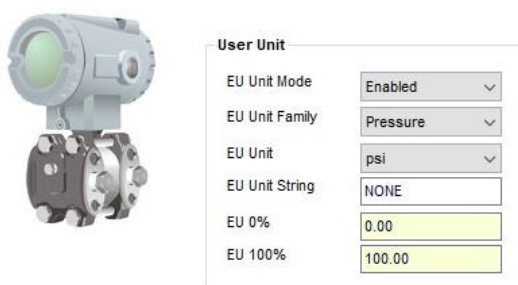 User Unit
EU Unit Mode Enabled
EU Unit Family Pressure
EU Unit psi
EU Unit String NONE
EU 0% 0.00
EU 100% 100.00